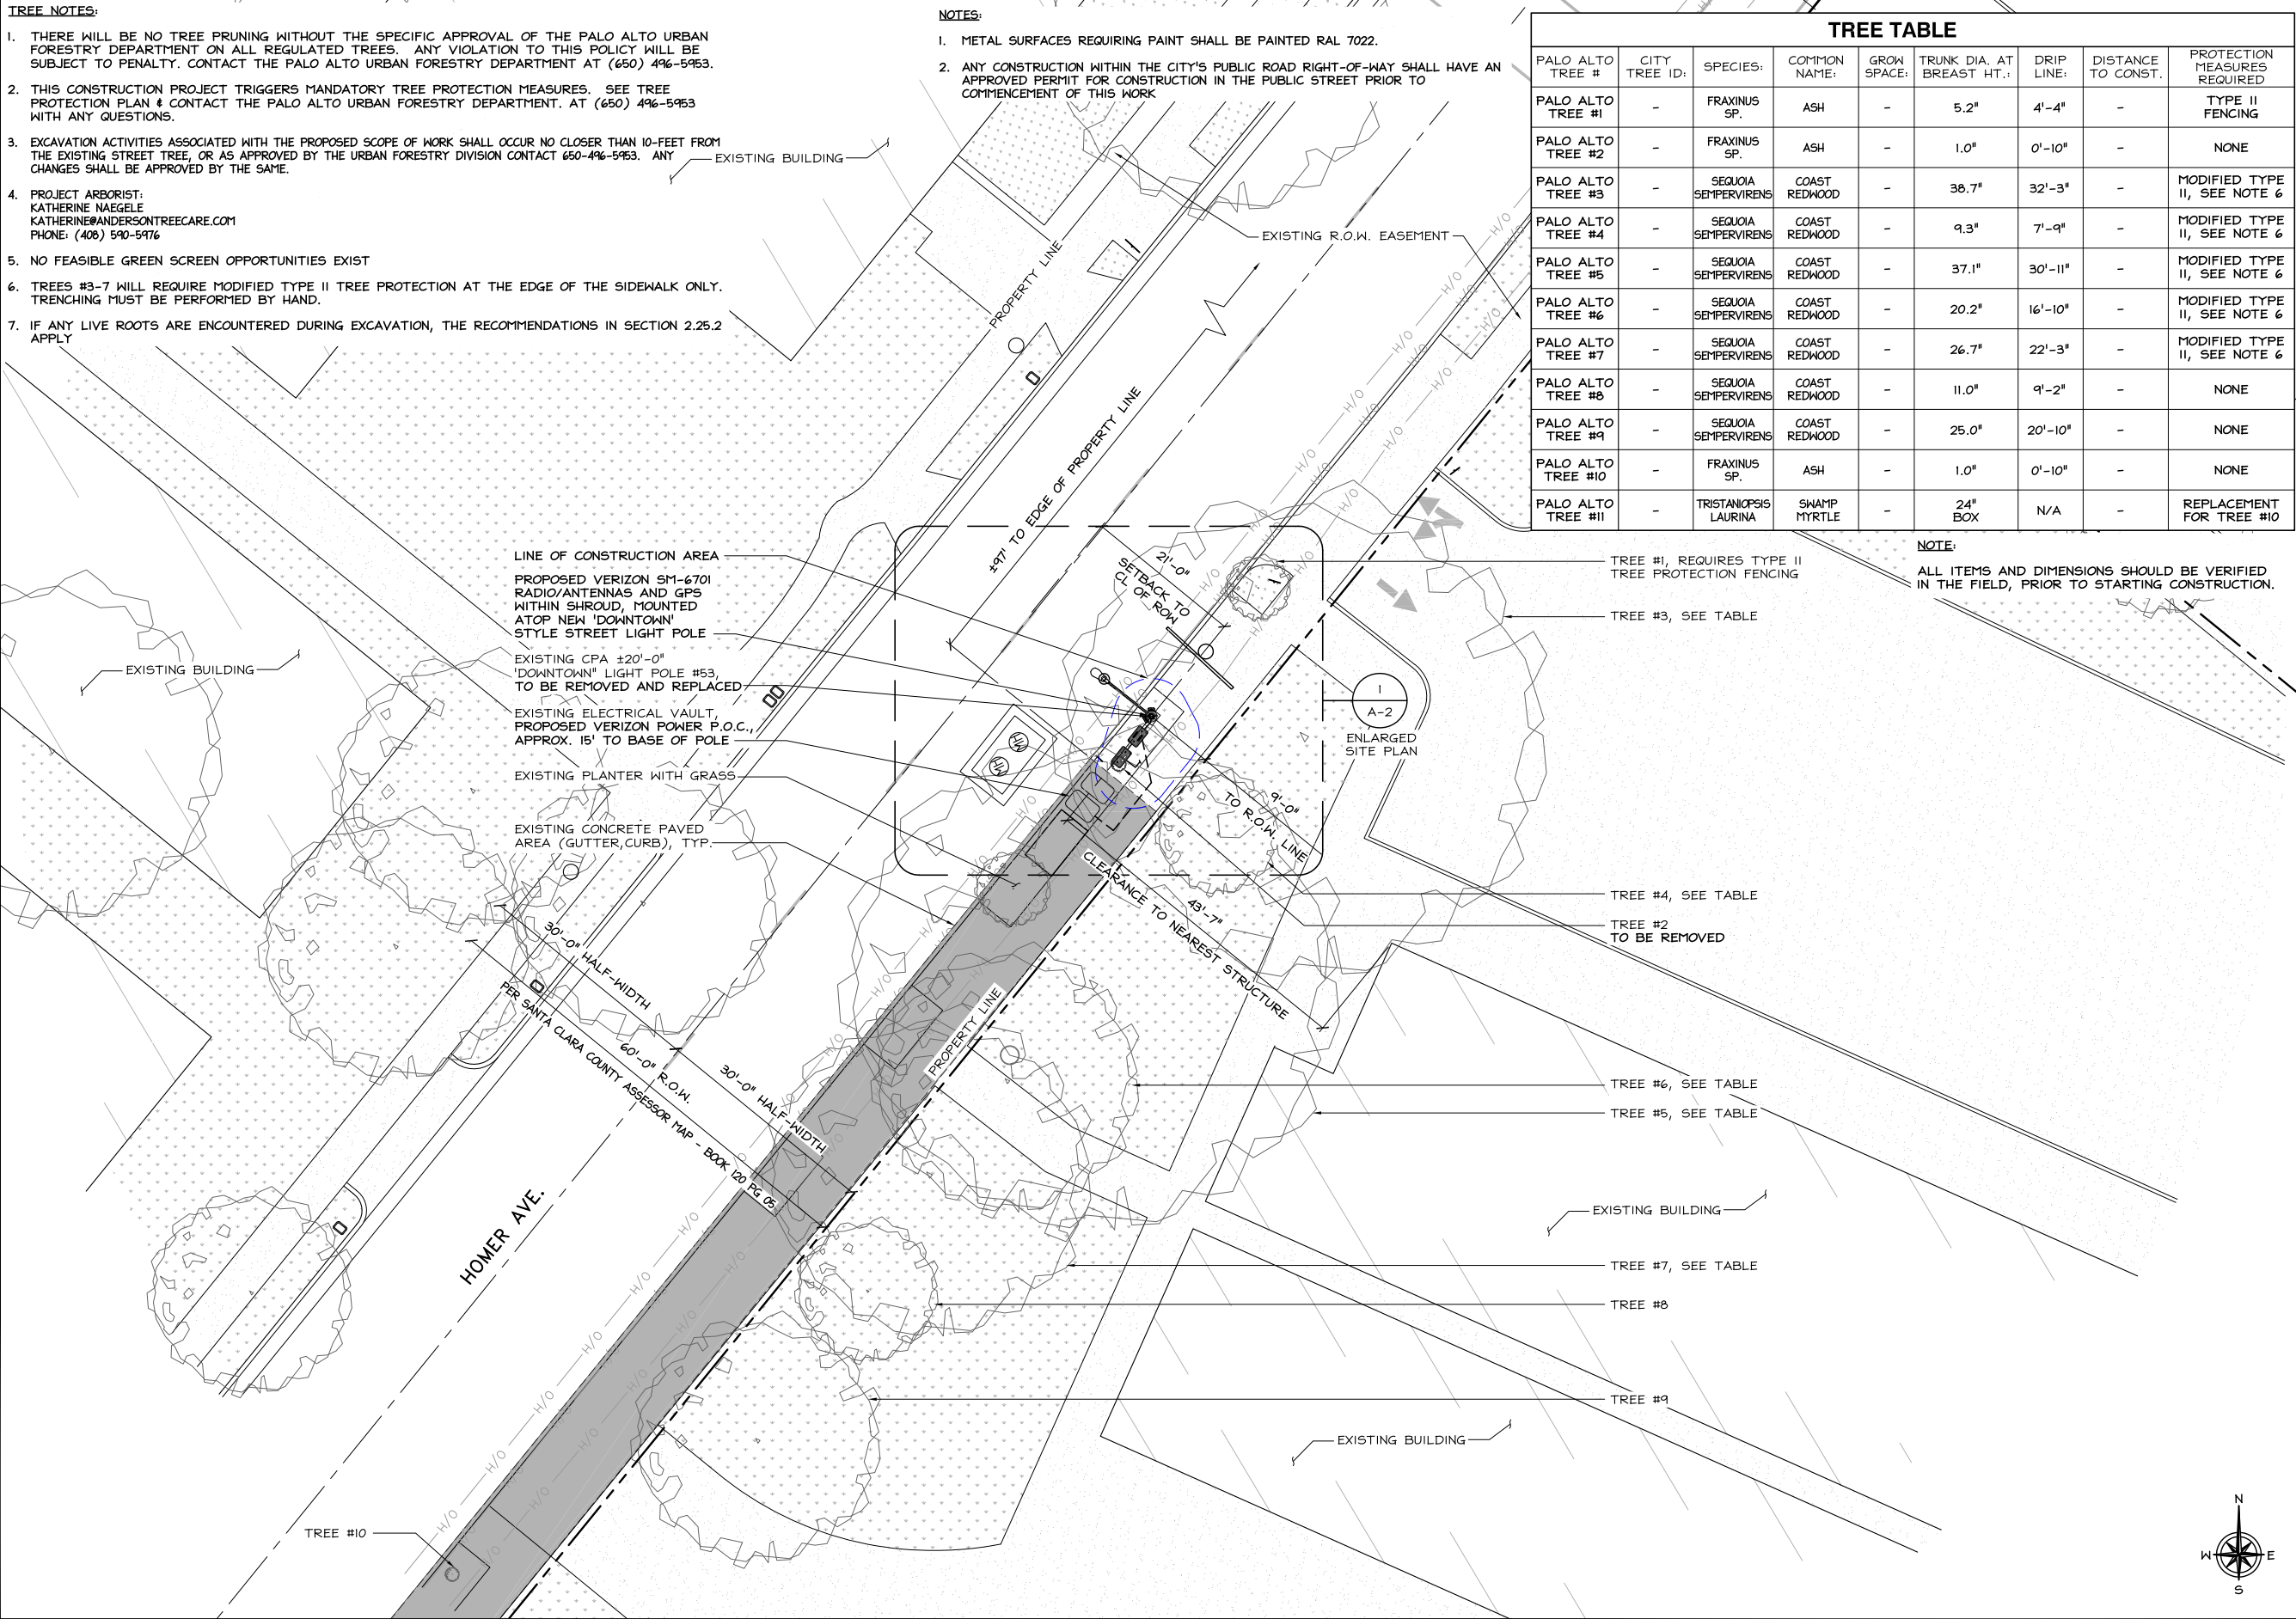 TREE NOTES:
1. THERE WILL BE NO TREE PRUNING WITHOUT THE SPECIFIC APPROVAL OF THE PALO ALTO URBAN
FORESTRY DEPARTMENT ON ALL REGULATED TREES. ANY VIOLATION TO THIS POLICY WILL BE
SUBJECT TO PENALTY. CONTACT THE PALO ALTO URBAN FORESTRY DEPARTMENT AT (650) 496-5953.
2. THIS CONSTRUCTION PROJECT TRIGGERS MANDATORY TREE PROTECTION MEASURES. SEE TREE
PROTECTION PLAN & CONTACT THE PALO ALTO URBAN FORESTRY DEPARTMENT. AT (650) 496-5953
WITH ANY QUESTIONS.
3. EXCAVATION ACTIVITIES ASSOCIATED WITH THE PROPOSED SCOPE OF WORK SHALL OCCUR NO CLOSER THAN 10-FEET FROM
THE EXISTING STREET TREE, OR AS APPROVED BY THE URBAN FORESTRY DIVISION CONTACT 650-496-5953. ANY
CHANGES SHALL BE APPROVED BY THE SAME.
4. PROJECT ARBORIST:
KATHERINE NAEGELE
KATHERINE@ANDERSONTREECARE.COM
PHONE: (408) 590-5976
5. NO FEASIBLE GREEN SCREEN OPPORTUNITIES EXIST
6. TREES #3-7 WILL REQUIRE MODIFIED TYPE II TREE PROTECTION AT THE EDGE OF THE SIDEWALK ONLY.
TRENCHING MUST BE PERFORMED BY HAND.
7. IF ANY LIVE ROOTS ARE ENCOUNTERED DURING EXCAVATION, THE RECOMMENDATIONS IN SECTION 2.25.2
APPLY
NOTES:
1. METAL SURFACES REQUIRING PAINT SHALL BE PAINTED RAL 7022.
2. ANY CONSTRUCTION WITHIN THE CITY'S PUBLIC ROAD RIGHT-OF-WAY SHALL HAVE AN
APPROVED PERMIT FOR CONSTRUCTION IN THE PUBLIC STREET PRIOR TO
COMMENCEMENT OF THIS WORK
TREE TABLE
PALO ALTO TREE # | CITY TREE ID: | SPECIES: | COMMON NAME: | GROW SPACE: | TRUNK DIA. AT BREAST HT.: | DRIP LINE: | DISTANCE TO CONST. | PROTECTION MEASURES REQUIRED
PALO ALTO TREE #1 | - | FRAXINUS SP. | ASH | - | 5.2" | 4'-4" | - | TYPE II FENCING
PALO ALTO TREE #2 | - | FRAXINUS SP. | ASH | - | 1.0" | 0'-10" | - | NONE
PALO ALTO TREE #3 | - | SEQUOIA SEMPERVIRENS | COAST REDWOOD | - | 38.7" | 32'-3" | - | MODIFIED TYPE II, SEE NOTE 6
PALO ALTO TREE #4 | - | SEQUOIA SEMPERVIRENS | COAST REDWOOD | - | 9.3" | 7'-9" | - | MODIFIED TYPE II, SEE NOTE 6
PALO ALTO TREE #5 | - | SEQUOIA SEMPERVIRENS | COAST REDWOOD | - | 37.1" | 30'-11" | - | MODIFIED TYPE II, SEE NOTE 6
PALO ALTO TREE #6 | - | SEQUOIA SEMPERVIRENS | COAST REDWOOD | - | 20.2" | 16'-10" | - | MODIFIED TYPE II, SEE NOTE 6
PALO ALTO TREE #7 | - | SEQUOIA SEMPERVIRENS | COAST REDWOOD | - | 26.7" | 22'-3" | - | MODIFIED TYPE II, SEE NOTE 6
PALO ALTO TREE #8 | - | SEQUOIA SEMPERVIRENS | COAST REDWOOD | - | 11.0" | 9'-2" | - | NONE
PALO ALTO TREE #9 | - | SEQUOIA SEMPERVIRENS | COAST REDWOOD | - | 25.0" | 20'-10" | - | NONE
PALO ALTO TREE #10 | - | FRAXINUS SP. | ASH | - | 1.0" | 0'-10" | - | NONE
PALO ALTO TREE #11 | - | TRISTANIOPSIS LAURINA | SWAMP MYRTLE | - | 24" BOX | N/A | - | REPLACEMENT FOR TREE #10
NOTE:
ALL ITEMS AND DIMENSIONS SHOULD BE VERIFIED
IN THE FIELD, PRIOR TO STARTING CONSTRUCTION.
EXISTING BUILDING
EXISTING R.O.W. EASEMENT
PROPERTY LINE
±97' TO EDGE OF PROPERTY LINE
H/O
LINE OF CONSTRUCTION AREA
PROPOSED VERIZON SM-6701
RADIO/ANTENNAS AND GPS
WITHIN SHROUD, MOUNTED
ATOP NEW 'DOWNTOWN'
STYLE STREET LIGHT POLE
EXISTING CPA ±20'-0"
'DOWNTOWN" LIGHT POLE #53,
TO BE REMOVED AND REPLACED
EXISTING ELECTRICAL VAULT,
PROPOSED VERIZON POWER P.O.C.,
APPROX. 15' TO BASE OF POLE
EXISTING PLANTER WITH GRASS
EXISTING CONCRETE PAVED
AREA (GUTTER,CURB), TYP.
EXISTING BUILDING
21'-0"
SETBACK TO
CL OF ROW
TREE #1, REQUIRES TYPE II
TREE PROTECTION FENCING
TREE #3, SEE TABLE
1
A-2
ENLARGED
SITE PLAN
HW
HW
9'-0"
TO R.O.W. LINE
43'-7"
CLEARANCE TO NEAREST STRUCTURE
TREE #4, SEE TABLE
TREE #2
TO BE REMOVED
30'-0" HALF-WIDTH
30'-0" HALF-WIDTH
60'-0" R.O.W.
PER SANTA CLARA COUNTY ASSESSOR MAP - BOOK 120 PG 05
PROPERTY LINE
TREE #6, SEE TABLE
TREE #5, SEE TABLE
HOMER AVE.
EXISTING BUILDING
TREE #7, SEE TABLE
TREE #8
TREE #9
EXISTING BUILDING
TREE #10
N
W
E
S